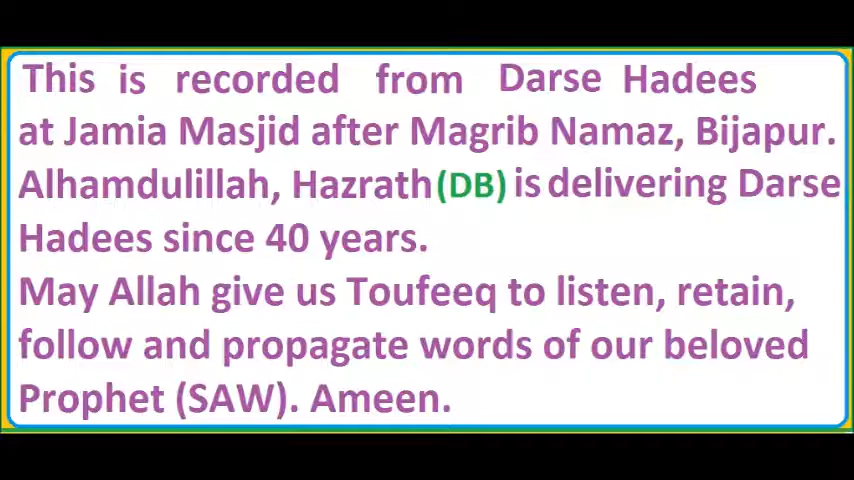 This is recorded from Darse Hadees
at Jamia Masjid after Magrib Namaz, Bijapur.
Alhamdulillah, Hazrath(DB) is delivering Darse
Hadees since 40 years.
May Allah give us Toufeeq to listen, retain,
follow and propagate words of our beloved
Prophet (SAW). Ameen.